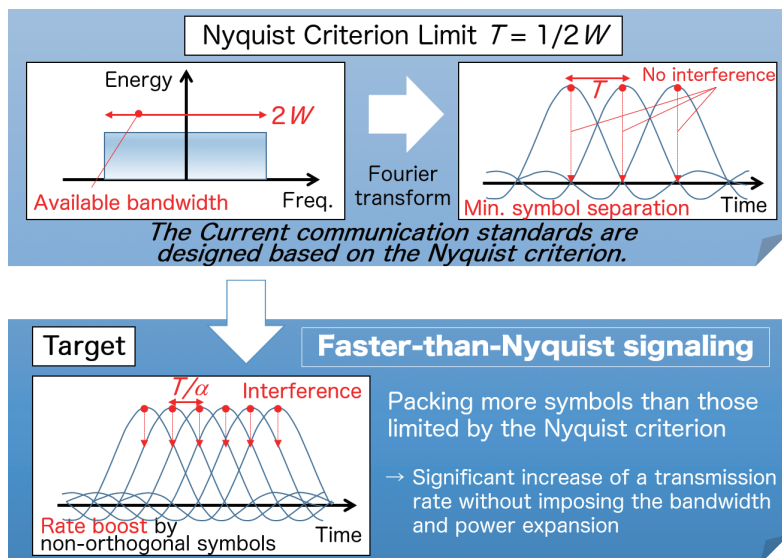 Nyquist Criterion Limit T = 1/2W
Energy
2W
Available bandwidth
Freq.
Fourier
transform
No interference
T
Min. symbol separation
Time
The Current communication standards are
designed based on the Nyquist criterion.
Target
Faster-than-Nyquist signaling
T/α
Interference
Rate boost by
non-orthogonal symbols
Time
Packing more symbols than those
limited by the Nyquist criterion
→ Significant increase of a transmission
rate without imposing the bandwidth
and power expansion